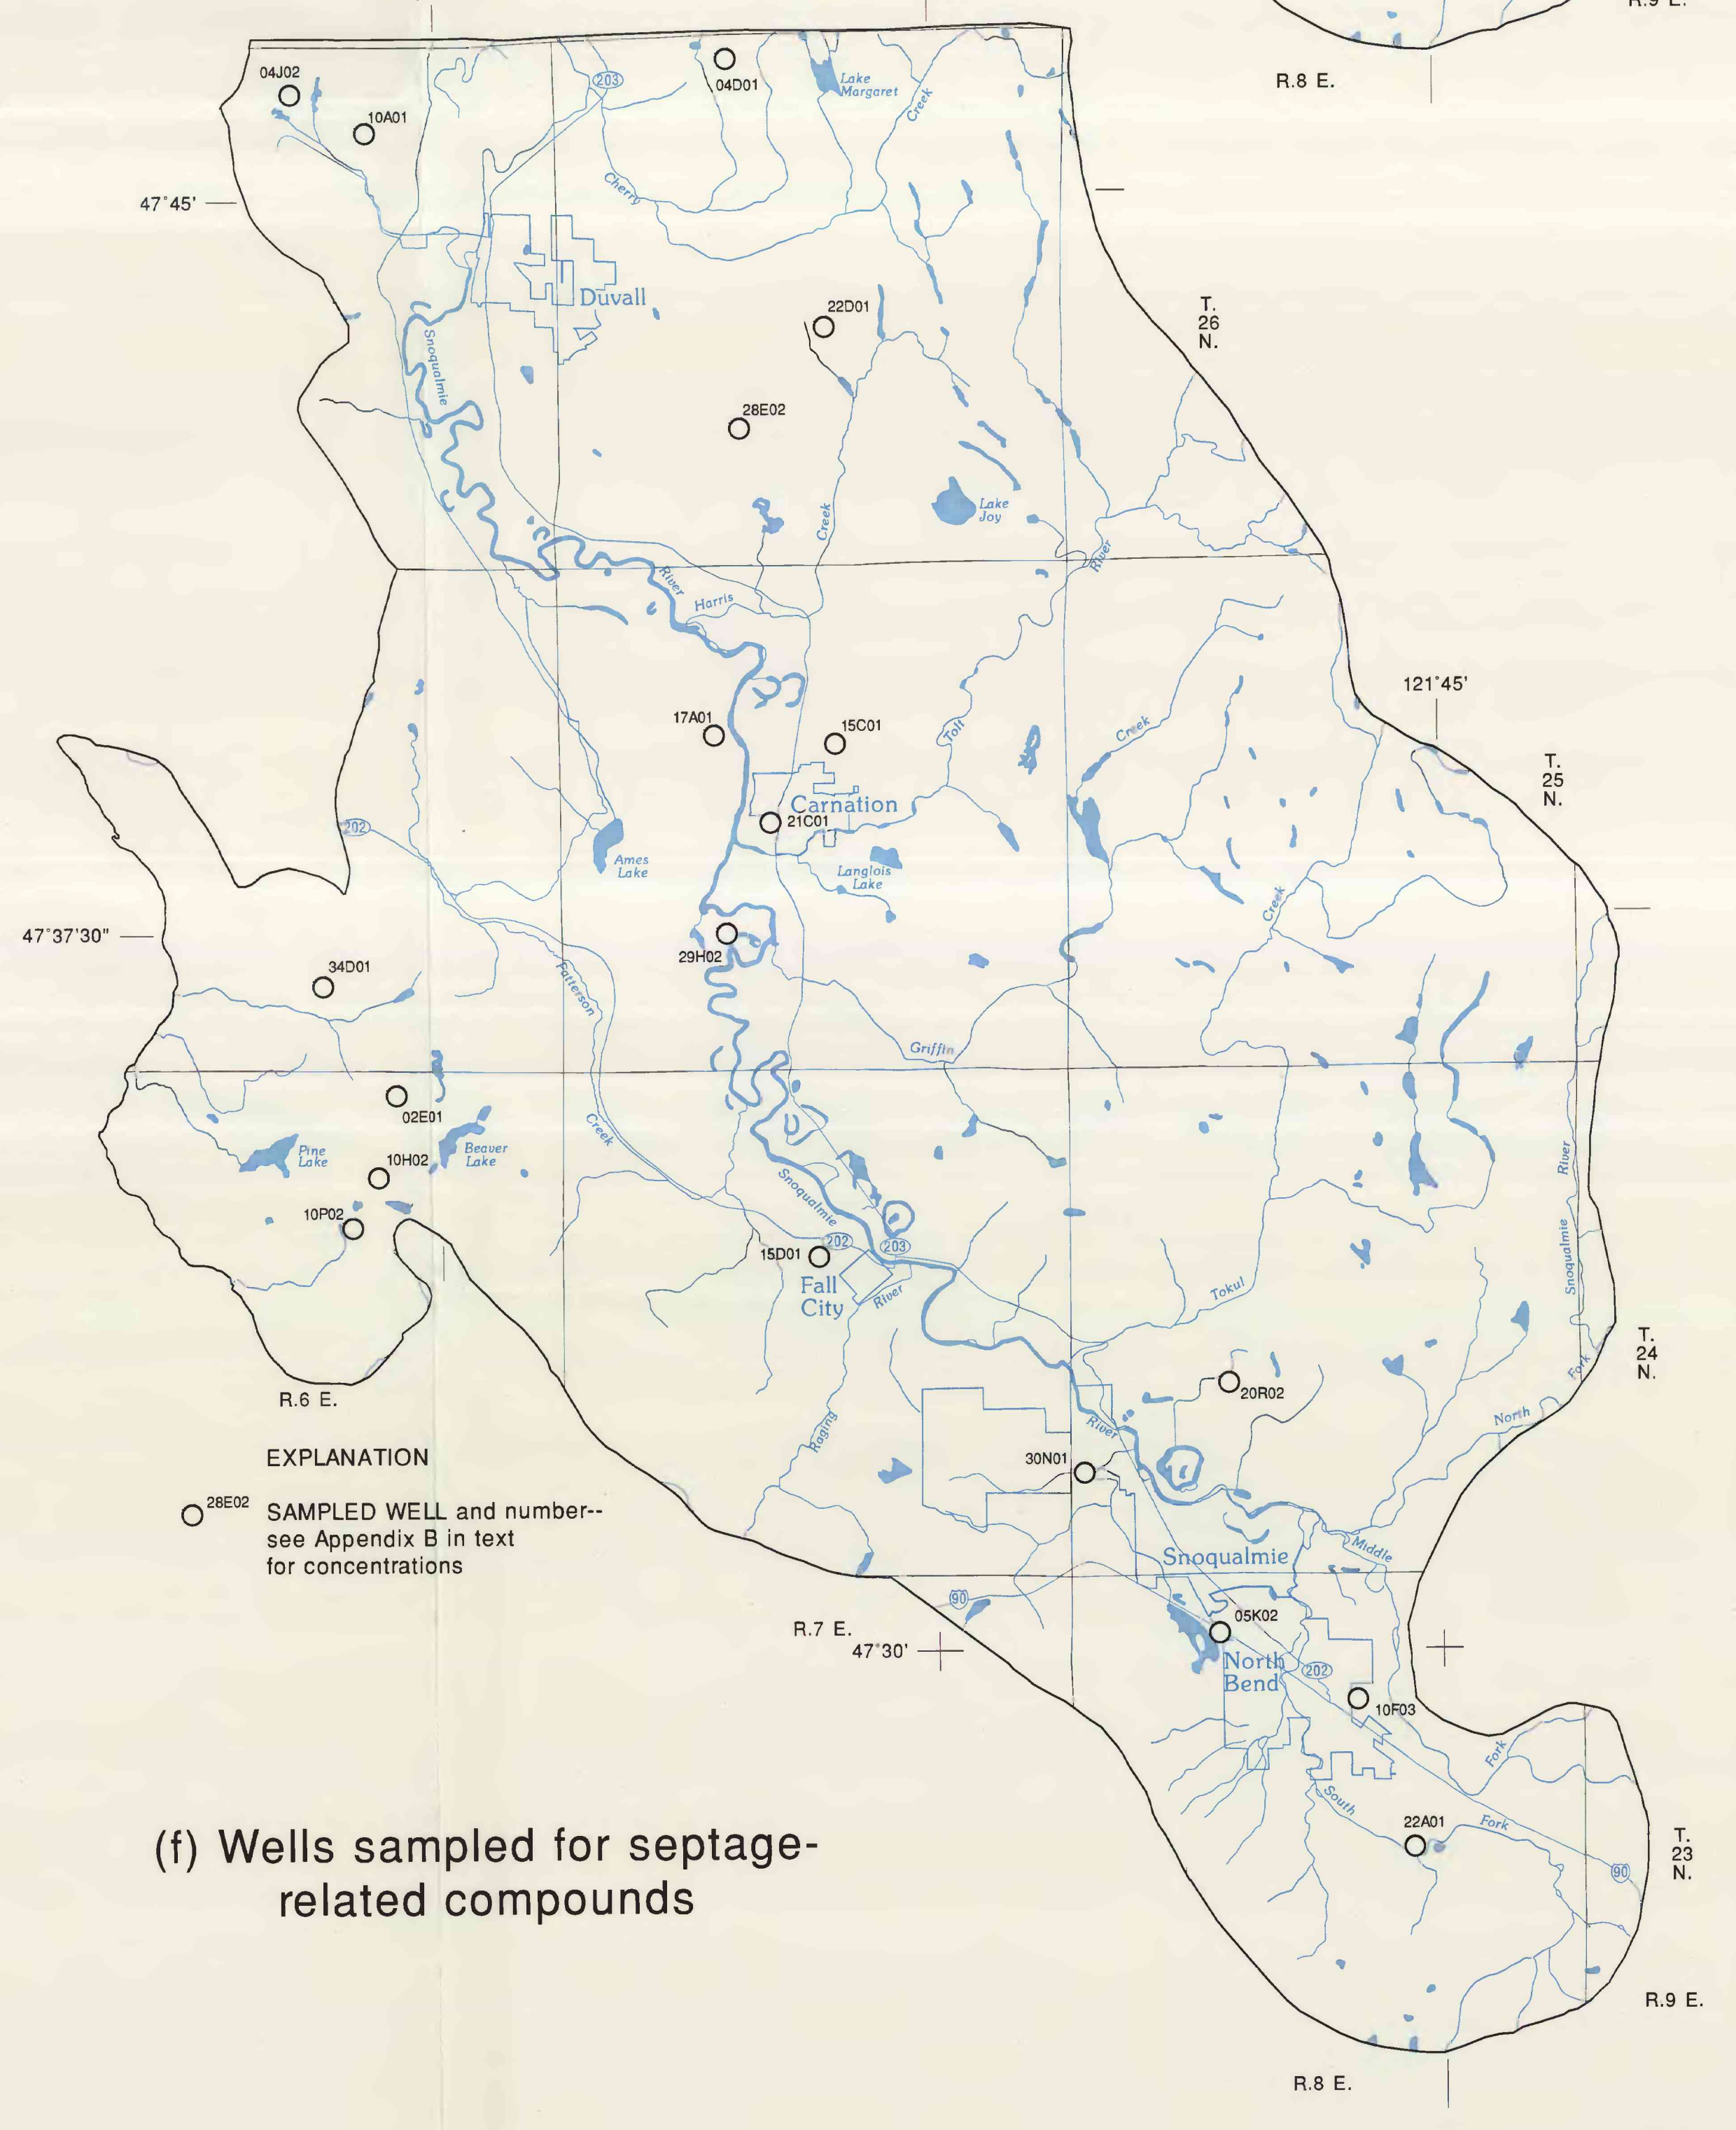 R.9 E.
R.8 E.
04J02
10A01
203
04D01
Lake
Margaret
Creek
Cherry
47°45'
Duvall
Snoqualmie
22D01
T.
26
N.
28E02
Creek
Lake
Joy
River
River
Harris
121°45'
17A01
15C01
Tolt
Creek
T.
25
N.
Carnation
21C01
202
Ames
Lake
Langlois
Lake
Creek
47°37'30"
29H02
34D01
Patterson
Griffin
02E01
Creek
Pine
Lake
10H02
Beaver
Lake
River
Snoqualmie
10P02
202
203
15D01
Fall
City
River
Snoqualmie
Tokul
Fork
T.
24
N.
R.6 E.
20R02
North
Raging
River
EXPLANATION
30N01
28E02 SAMPLED WELL and number--
see Appendix B in text
for concentrations
Middle
Snoqualmie
90
05K02
R.7 E.
47°30'
North
Bend
202
10F03
Fork
South
22A01
Fork
T.
23
N.
90
(f) Wells sampled for septage-
related compounds
R.9 E.
R.8 E.